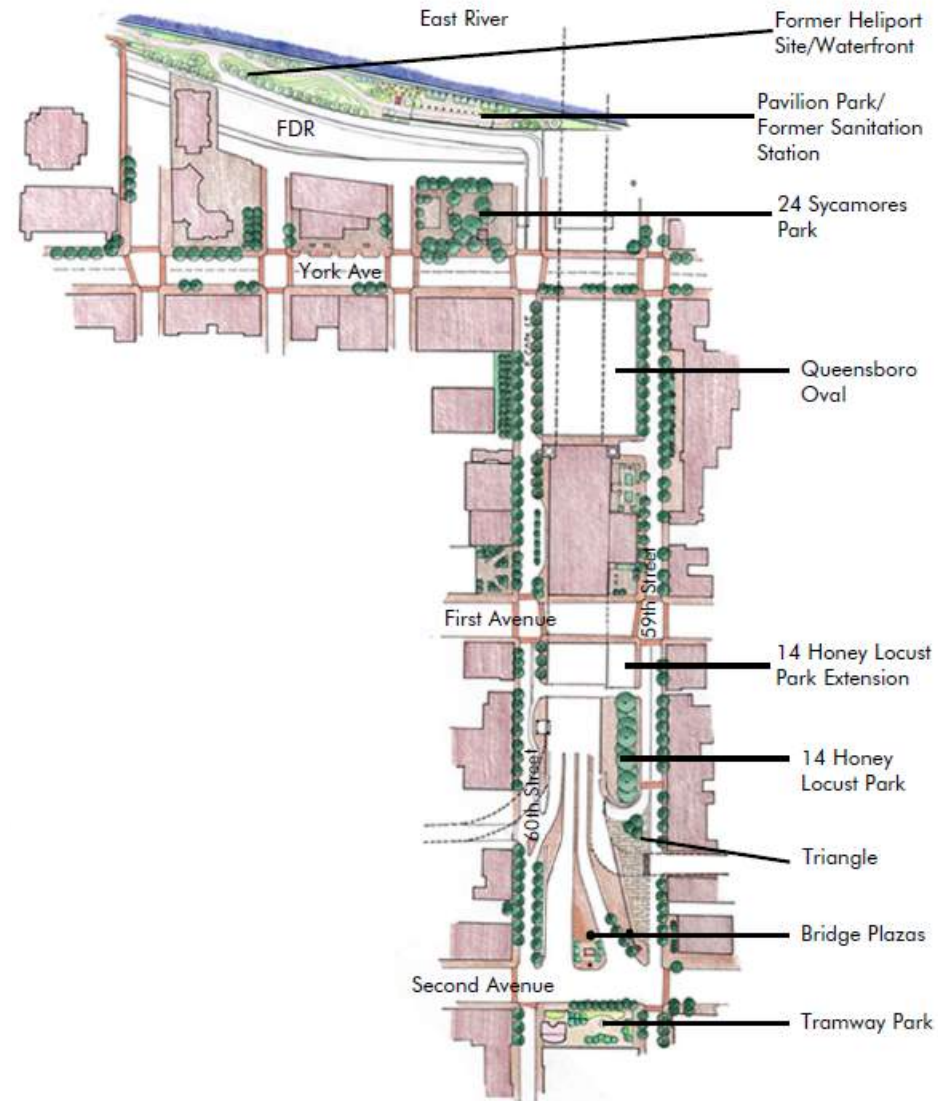 East River
Former Heliport
Site/Waterfront
Pavilion Park/
Former Sanitation
Station
FDR
24 Sycamores
Park
York Ave
Queensboro
Oval
59th Street
First Avenue
14 Honey Locust
Park Extension
14 Honey
Locust Park
60th Street
Triangle
Bridge Plazas
Second Avenue
Tramway Park